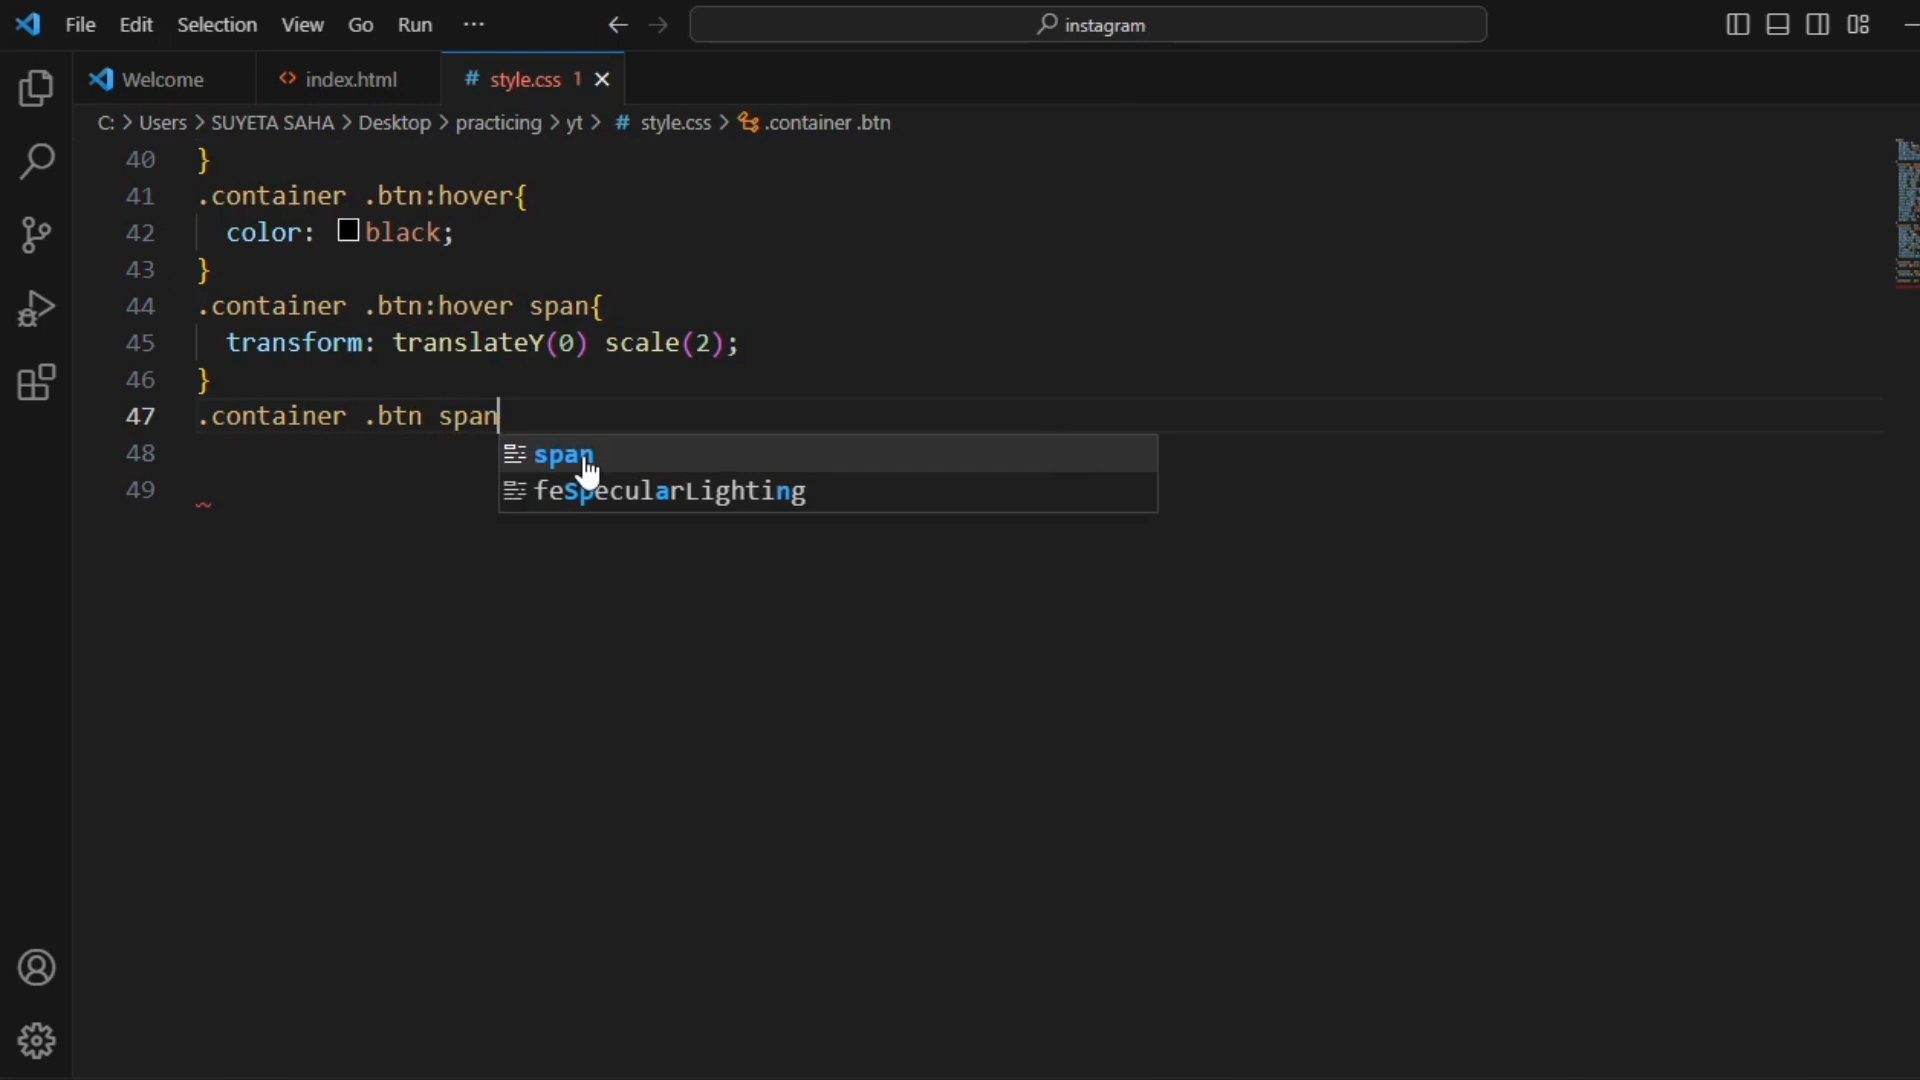 File Edit Selection View Go Run ··· instagram
Welcome index.html style.css 1
C: > Users > SUYETA SAHA > Desktop > practicing > yt > # style.css > .container .btn
40 }
41 .container .btn:hover{
42 color: black;
43 }
44 .container .btn:hover span{
45 transform: translateY(0) scale(2);
46 }
47 .container .btn span
48 span
49 feSpecularLighting